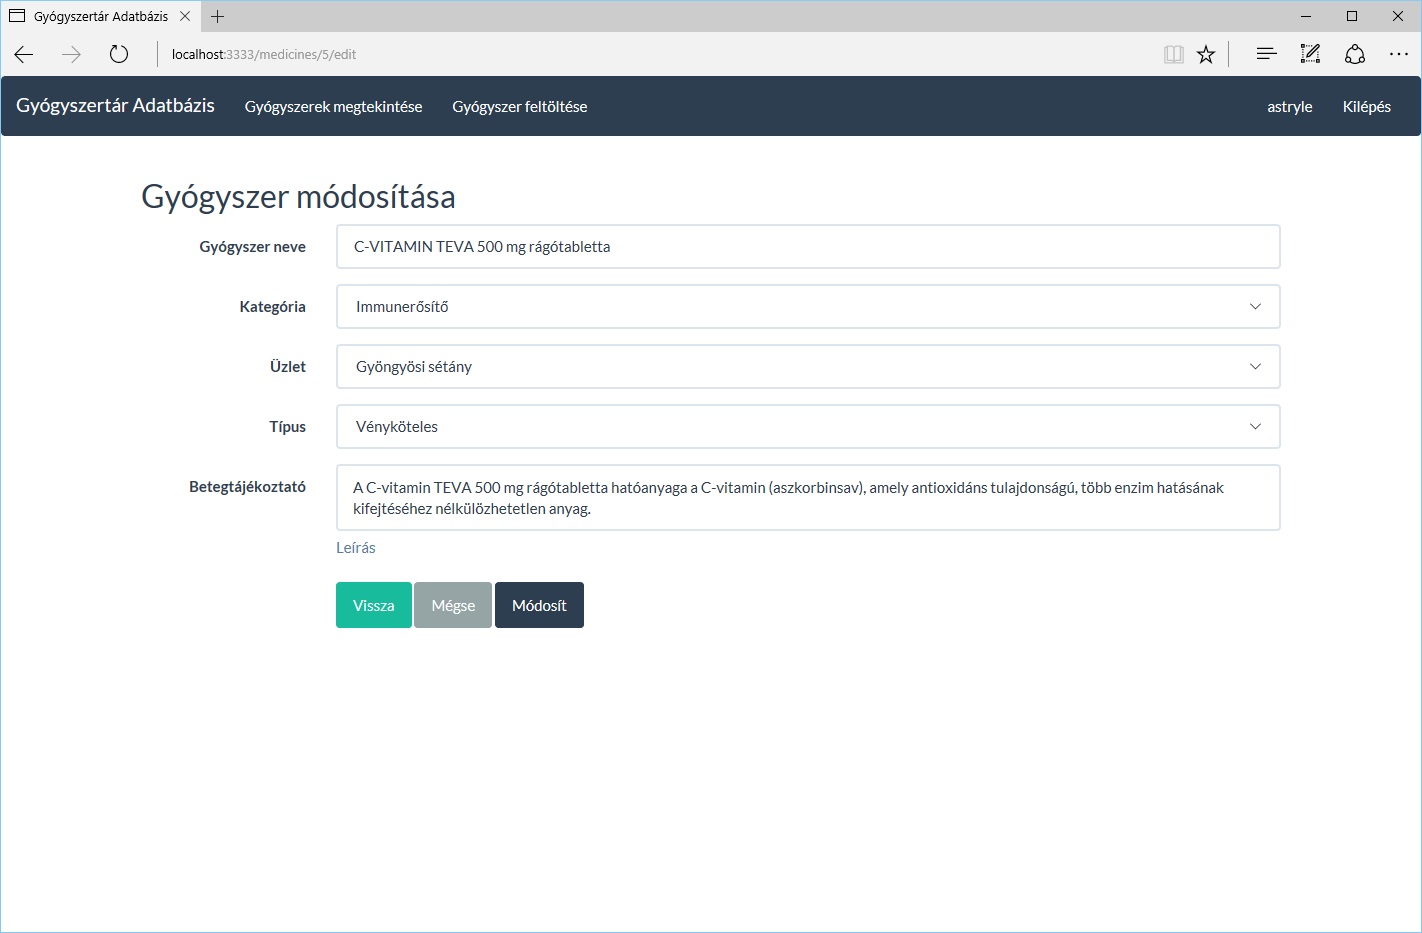 Gyógyszertár Adatbázis
localhost:3333/medicines/5/edit
Gyógyszertár Adatbázis Gyógyszerek megtekintése Gyógyszer feltöltése astryle Kilépés
Gyógyszer módosítása
Gyógyszer neve C-VITAMIN TEVA 500 mg rágótabletta
Kategória Immunerősítő
Üzlet Gyöngyösi sétány
Típus Vényköteles
Betegtájékoztató A C-vitamin TEVA 500 mg rágótabletta hatóanyaga a C-vitamin (aszkorbinsav), amely antioxidáns tulajdonságú, több enzim hatásának
kifejtéséhez nélkülözhetetlen anyag.
Leírás
Vissza Mégse Módosít